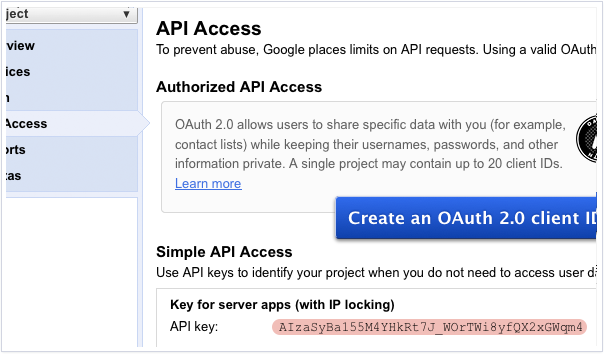 ject
API Access
To prevent abuse, Google places limits on API requests. Using a valid OAuth
rview
ices
Authorized API Access
Access
OAuth 2.0 allows users to share specific data with you (for example,
contact lists) while keeping their usernames, passwords, and other
information private. A single project may contain up to 20 client IDs.
Learn more
orts
tas
Create an OAuth 2.0 client ID
Simple API Access
Use API keys to identify your project when you do not need to access user da
Key for server apps (with IP locking)
API key: AIzaSyBa155M4YHkRt7J_WOrTWi8yfQX2xGWqm4